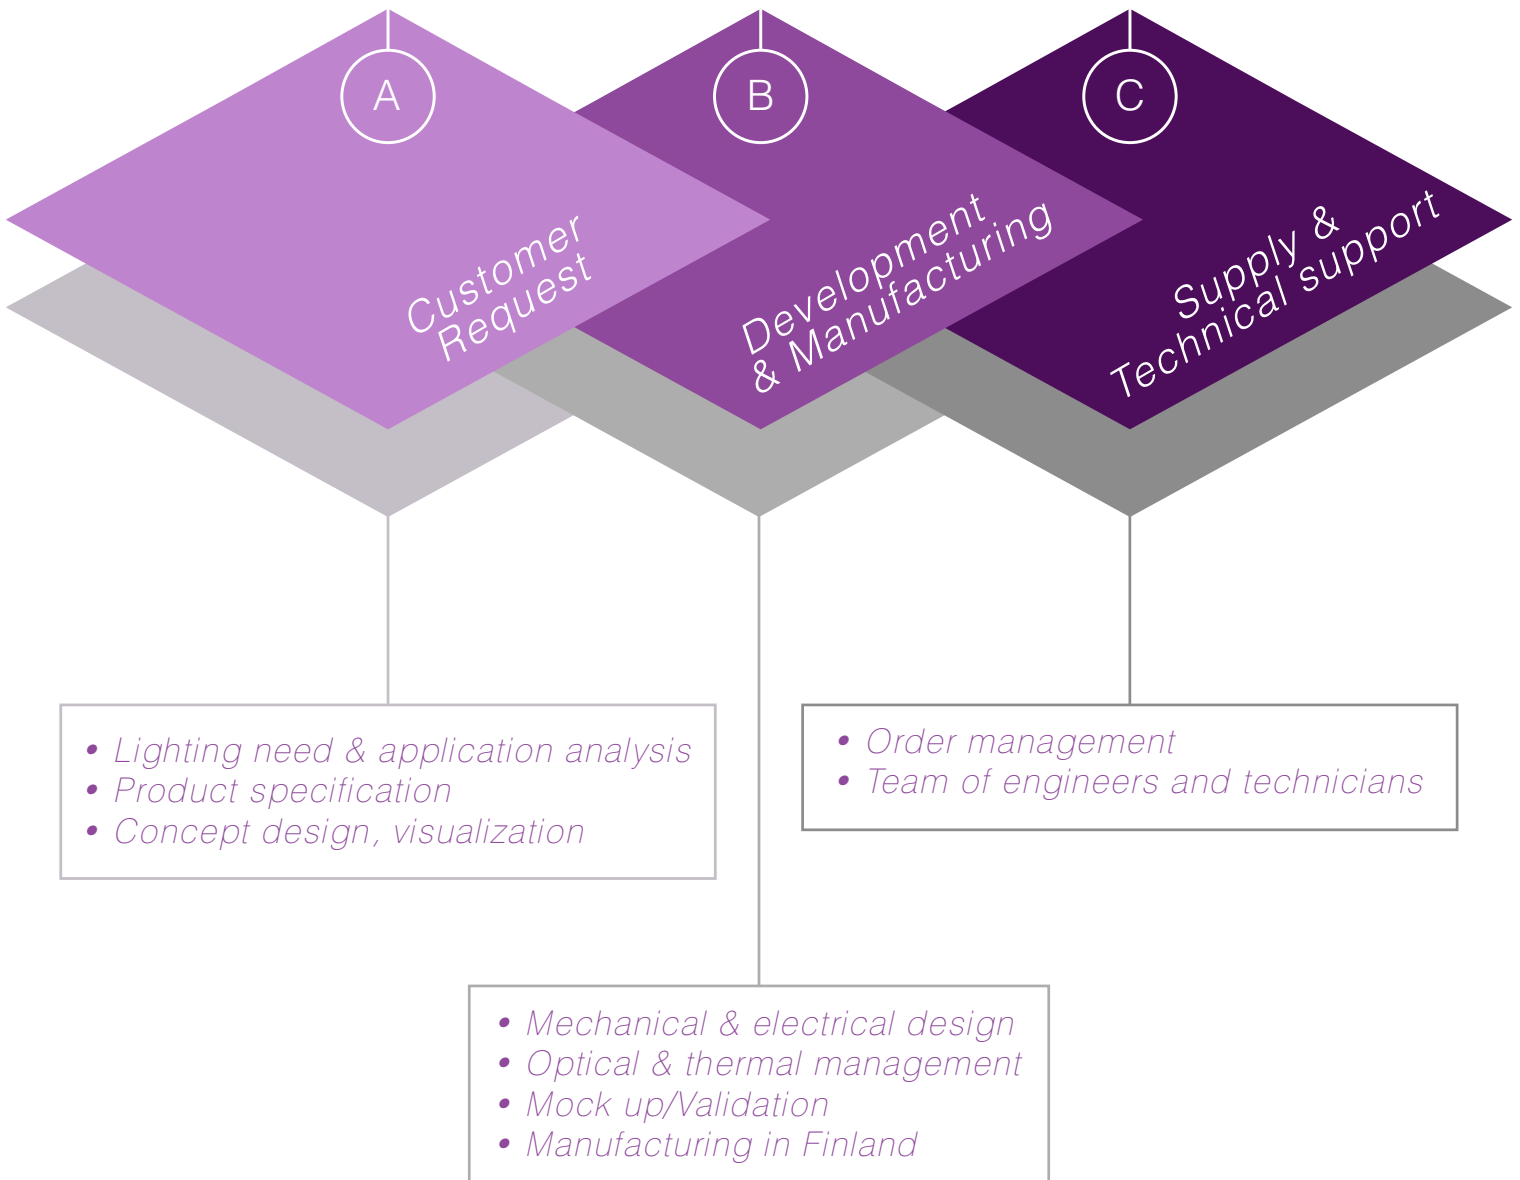 A
B
C
Customer
Request
Development
& Manufacturing
Supply &
Technical support
• Lighting need & application analysis
• Product specification
• Concept design, visualization
• Order management
• Team of engineers and technicians
• Mechanical & electrical design
• Optical & thermal management
• Mock up/Validation
• Manufacturing in Finland